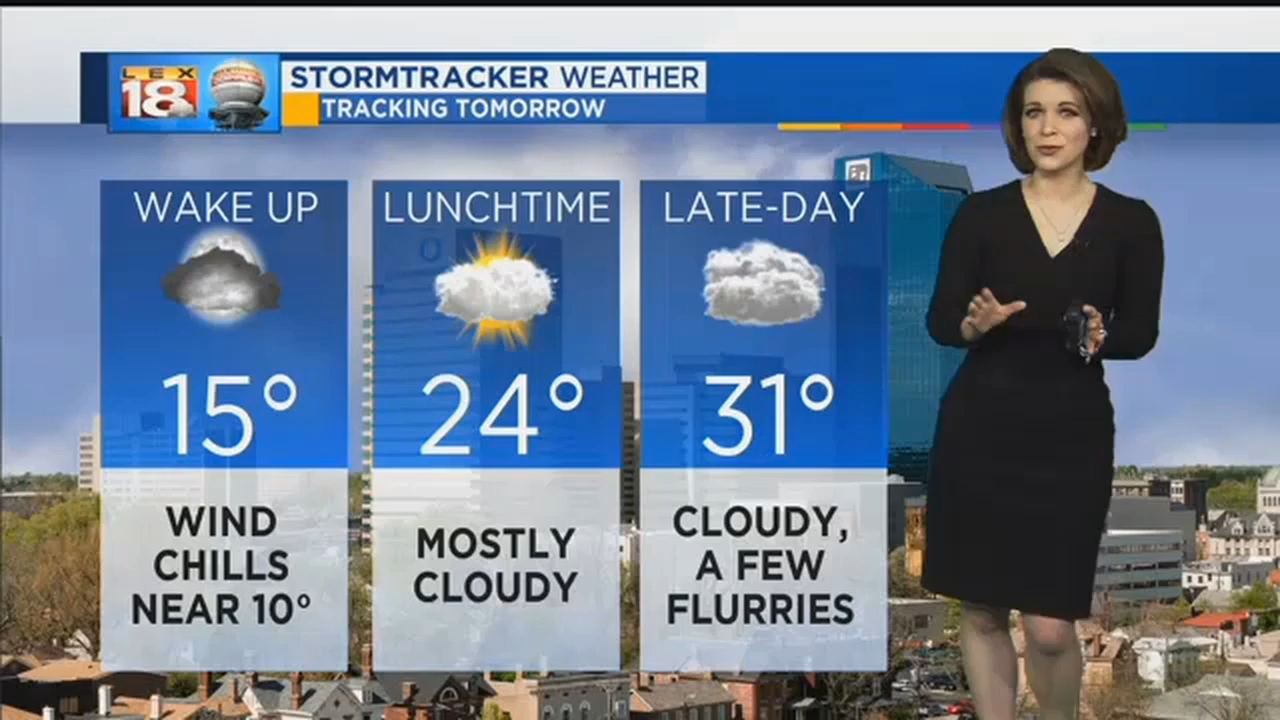 LEX
18
STORMTRACKER WEATHER
TRACKING TOMORROW
WAKE UP
LUNCHTIME
LATE-DAY
15°
24°
31°
WIND
CHILLS
NEAR 10°
MOSTLY
CLOUDY
CLOUDY,
A FEW
FLURRIES